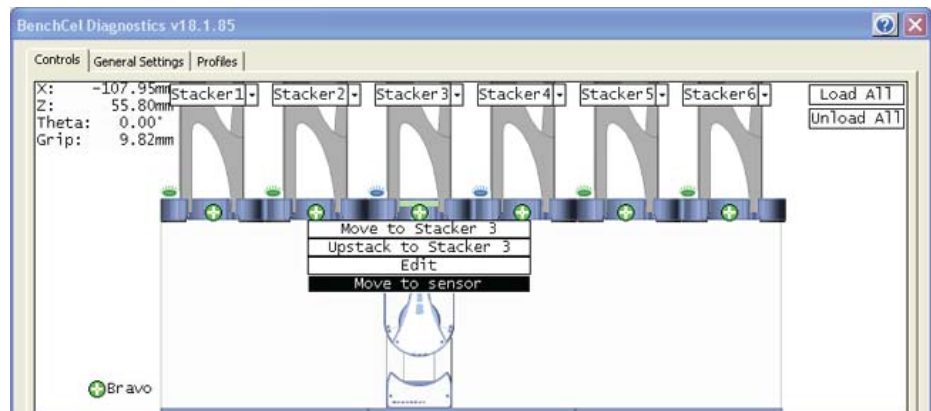 BenchCel Diagnostics v18.1.85
Controls General Settings Profiles
X: -107.95mm
Z: 55.80mm
Theta: 0.00°
Grip: 9.82mm
Stacker1 Stacker2 Stacker3 Stacker4 Stacker5 Stacker6
Load All
Unload All
Move to Stacker 3
Upstack to Stacker 3
Edit
Move to sensor
Bravo